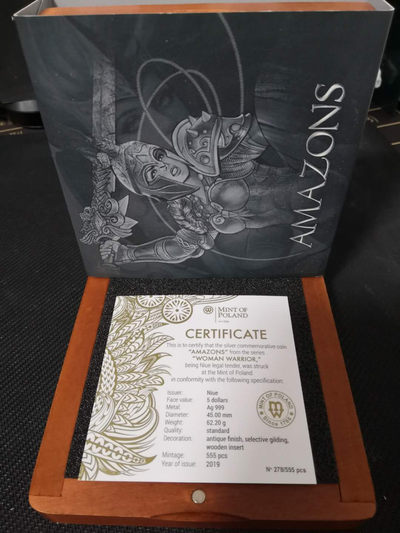 AMAZONS
MINT OF
POLAND
CERTIFICATE
This is to certify that the silver commemorative coin
"AMAZONS" from the series
"WOMAN WARRIOR,"
being Niue legal tender, was struck
at the Mint of Poland
in conformity with the following specification:
Issuer: Niue
Face value: 5 dollars
Metal: Ag 999
Diameter: 45.00 mm
Weight: 62.20 g
Quality: standard
Decoration: antique finish, selective gilding,
wooden insert
Mintage: 555 pcs
Year of issue: 2019
MINT OF POLAND
SINCE 1766
N° 278/555 pcs